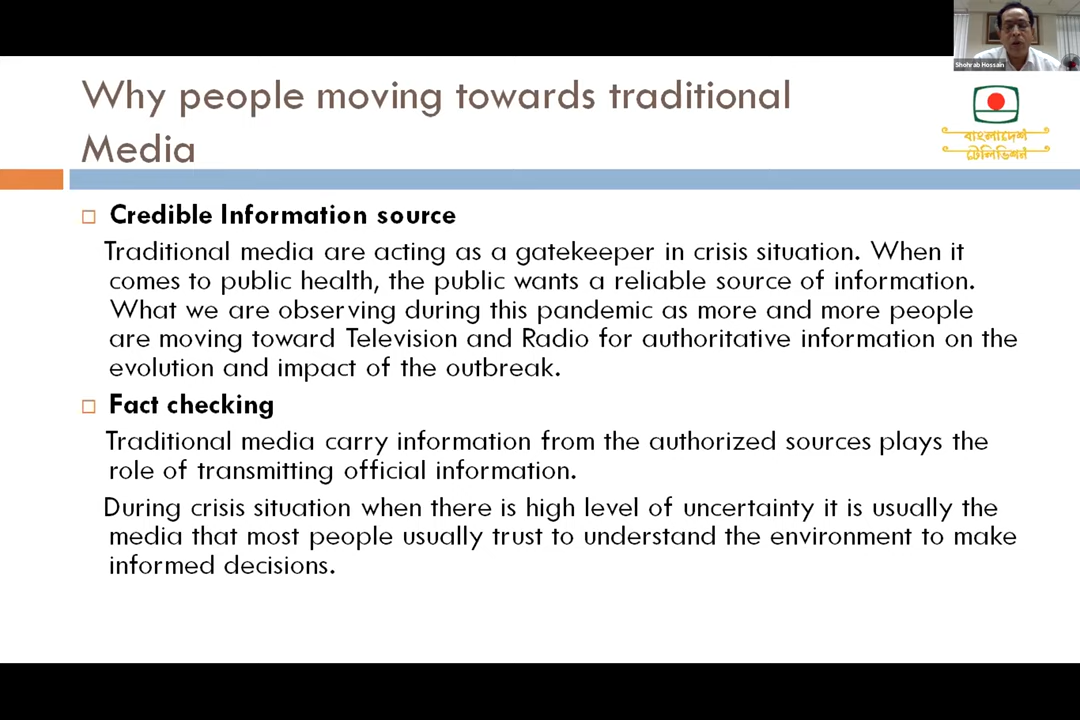 Shohrab Hossain
Why people moving towards traditional
Media
বাংলাদেশ
টেলিভিশন
Credible Information source
Traditional media are acting as a gatekeeper in crisis situation. When it
comes to public health, the public wants a reliable source of information.
What we are observing during this pandemic as more and more people
are moving toward Television and Radio for authoritative information on the
evolution and impact of the outbreak.
Fact checking
Traditional media carry information from the authorized sources plays the
role of transmitting official information.
During crisis situation when there is high level of uncertainty it is usually the
media that most people usually trust to understand the environment to make
informed decisions.